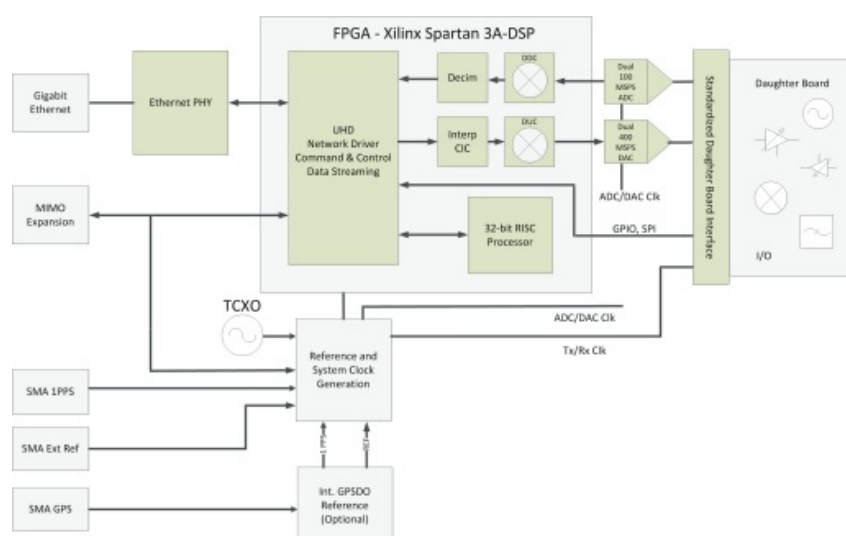 FPGA - Xilinx Spartan 3A-DSP
Gigabit
Ethernet
Ethernet PHY
UHD
Network Driver
Command & Control
Data Streaming
Decim
DDC
Dual
100
MSPS
ADC
Interp
CIC
DUC
Dual
400
MSPS
DAC
Standardized Daughter Board Interface
Daughter Board
I/O
MIMO
Expansion
ADC/DAC Clk
GPIO, SPI
32-bit RISC
Processor
TCXO
ADC/DAC Clk
Tx/Rx Clk
Reference and
System Clock
Generation
SMA 1PPS
SMA Ext Ref
1 PPS
Int. GPSDO
Reference
(Optional)
SMA GPS